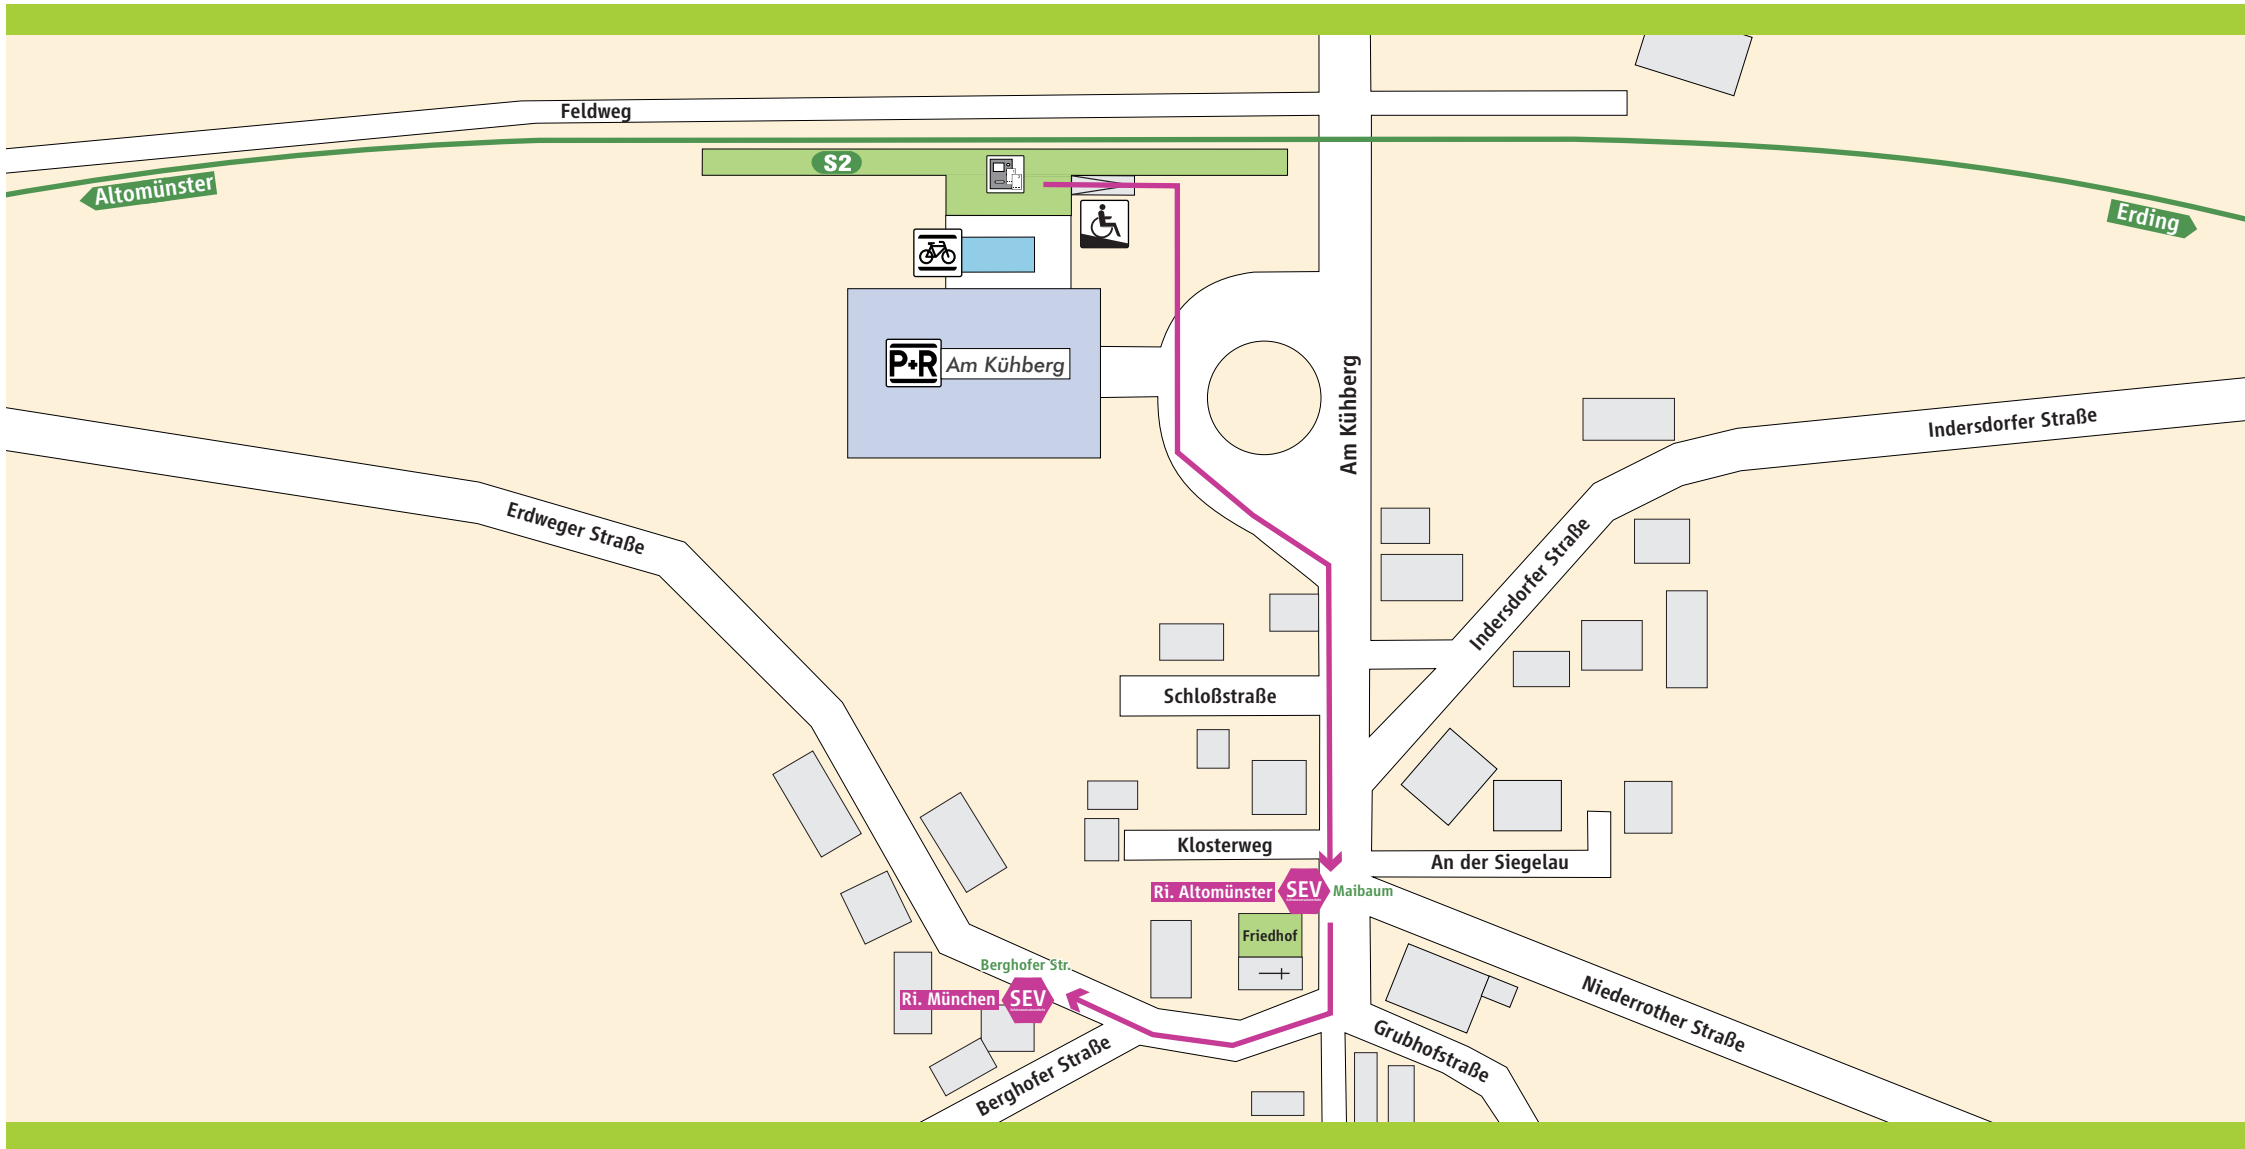 Feldweg
S2
Altomünster
Erding
P+R
Am Kühberg
Am Kühberg
Indersdorfer Straße
Erdweger Straße
Indersdorfer Straße
Schloßstraße
Klosterweg
An der Siegelau
Ri. Altomünster
SEV
Maibaum
Friedhof
Berghofer Str.
Ri. München
SEV
Niederrother Straße
Grubhofstraße
Berghofer Straße